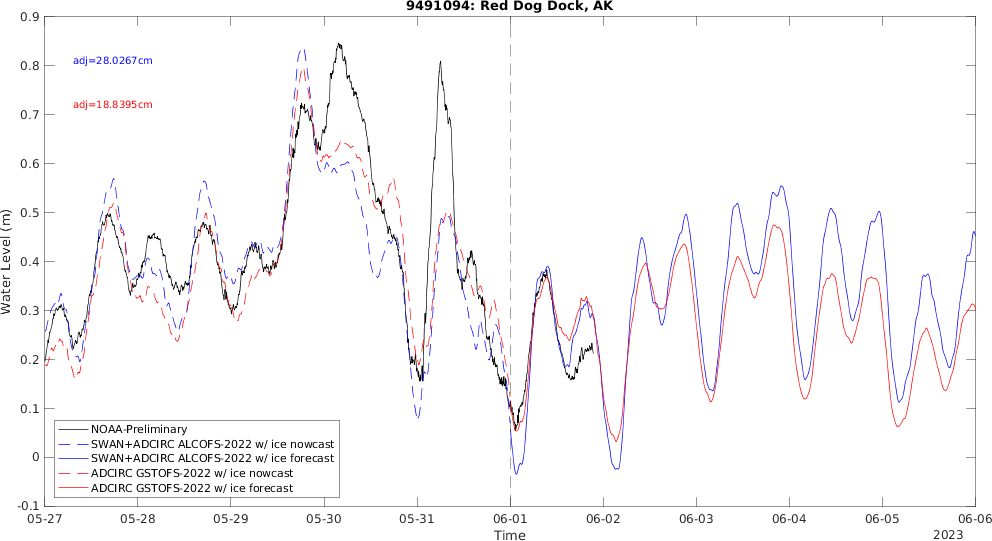 9491094: Red Dog Dock, AK
Water Level (m)
0.9
0.8
0.7
0.6
0.5
0.4
0.3
0.2
0.1
0
-0.1
adj=28.0267cm
adj=18.8395cm
NOAA-Preliminary
SWAN+ADCIRC ALCOFS-2022 w/ ice nowcast
SWAN+ADCIRC ALCOFS-2022 w/ ice forecast
ADCIRC GSTOFS-2022 w/ ice nowcast
ADCIRC GSTOFS-2022 w/ ice forecast
05-27 05-28 05-29 05-30 05-31 06-01 06-02 06-03 06-04 06-05 06-06
Time
2023